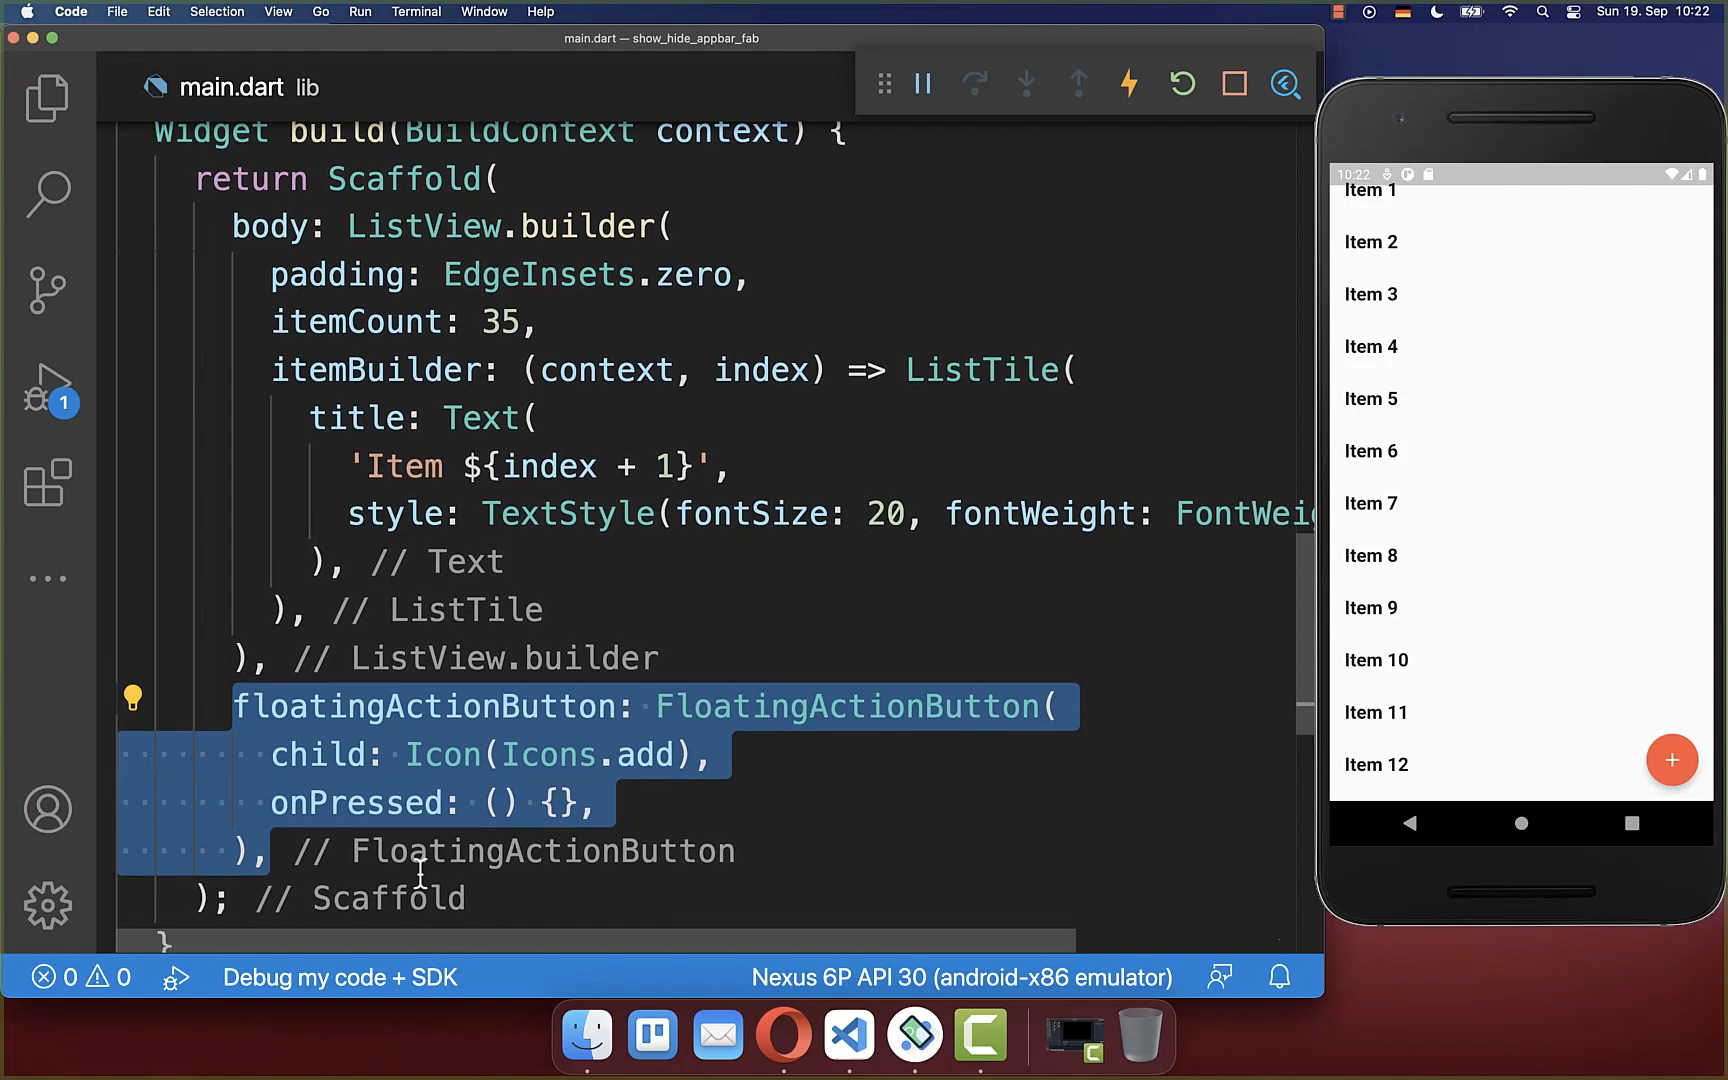 Code File Edit Selection View Go Run Terminal Window Help
Sun 19. Sep 10:22
main.dart — show_hide_appbar_fab
main.dart lib
Widget build(BuildContext context) {
return Scaffold(
body: ListView.builder(
padding: EdgeInsets.zero,
itemCount: 35,
itemBuilder: (context, index) => ListTile(
title: Text(
'Item ${index + 1}',
style: TextStyle(fontSize: 20, fontWeight: FontWeig
), // Text
), // ListTile
), // ListView.builder
floatingActionButton: FloatingActionButton(
child: Icon(Icons.add),
onPressed: () {},
), // FloatingActionButton
); // Scaffold
}
1
0 0 Debug my code + SDK
Nexus 6P API 30 (android-x86 emulator)
10:22
Item 1
Item 2
Item 3
Item 4
Item 5
Item 6
Item 7
Item 8
Item 9
Item 10
Item 11
Item 12